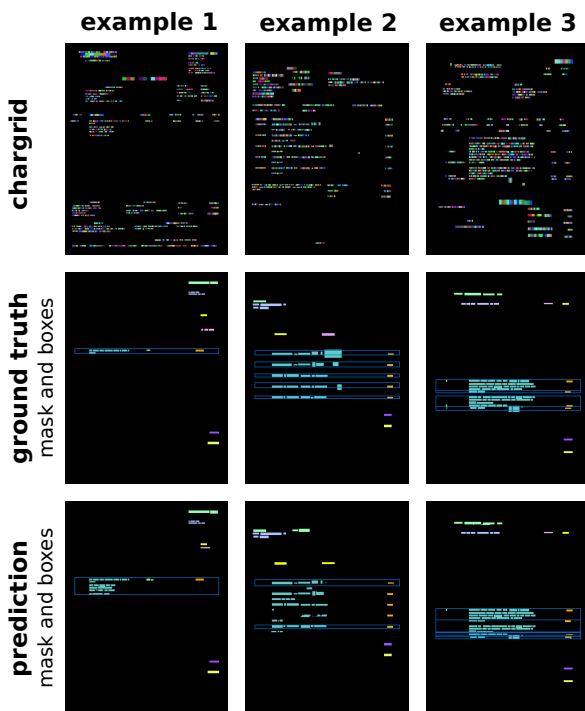 example 1 example 2 example 3
chargrid
ground truth
mask and boxes
prediction
mask and boxes